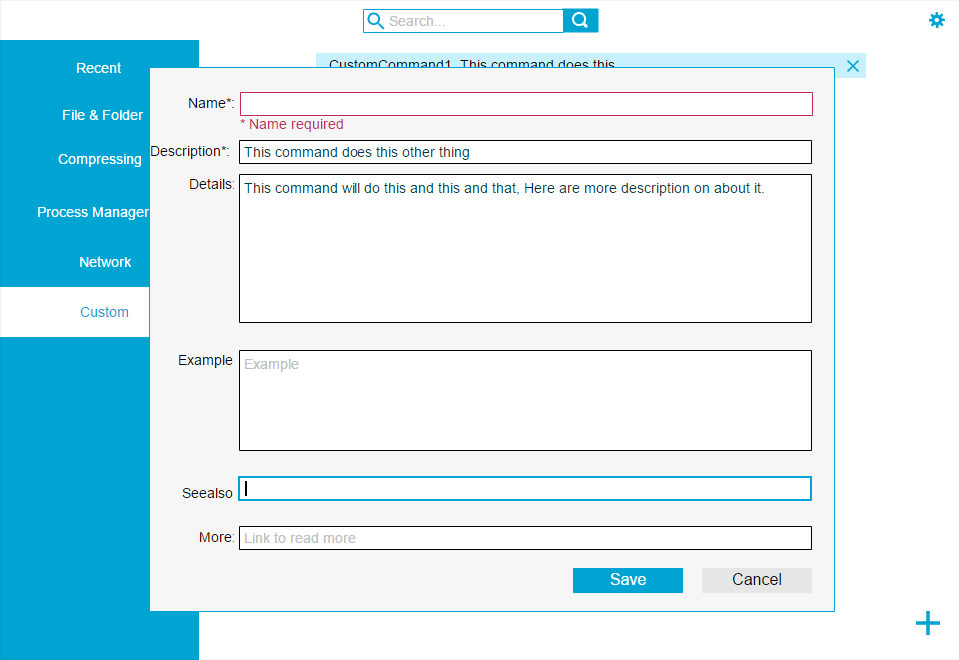 Search...
Recent
CustomCommand1, This command does this
File & Folder
Compressing
Process Manager
Network
Custom
Name*:
* Name required
Description*: This command does this other thing
Details: This command will do this and this and that, Here are more description on about it.
Example Example
Seealso
More: Link to read more
Save Cancel